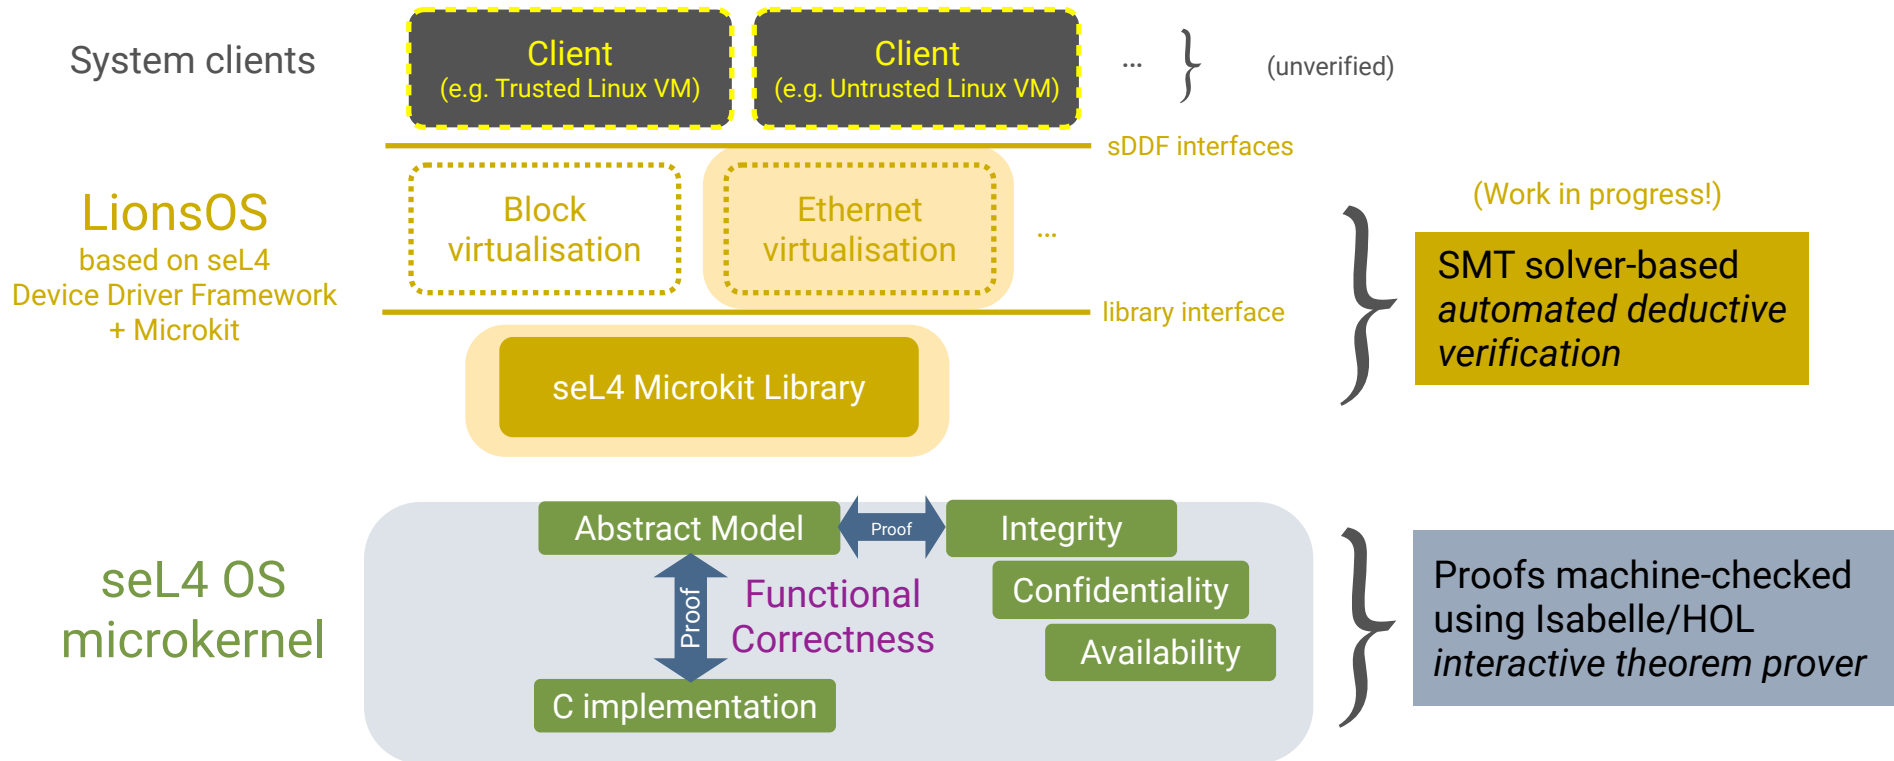 System clients
Client
(e.g. Trusted Linux VM)
Client
(e.g. Untrusted Linux VM)
...
(unverified)
sDDF interfaces
LionsOS
based on seL4
Device Driver Framework
+ Microkit
Block
virtualisation
Ethernet
virtualisation
...
library interface
seL4 Microkit Library
(Work in progress!)
SMT solver-based
automated deductive
verification
seL4 OS
microkernel
Abstract Model
Proof
Integrity
Confidentiality
Availability
Proof
Functional
Correctness
C implementation
Proofs machine-checked
using Isabelle/HOL
interactive theorem prover